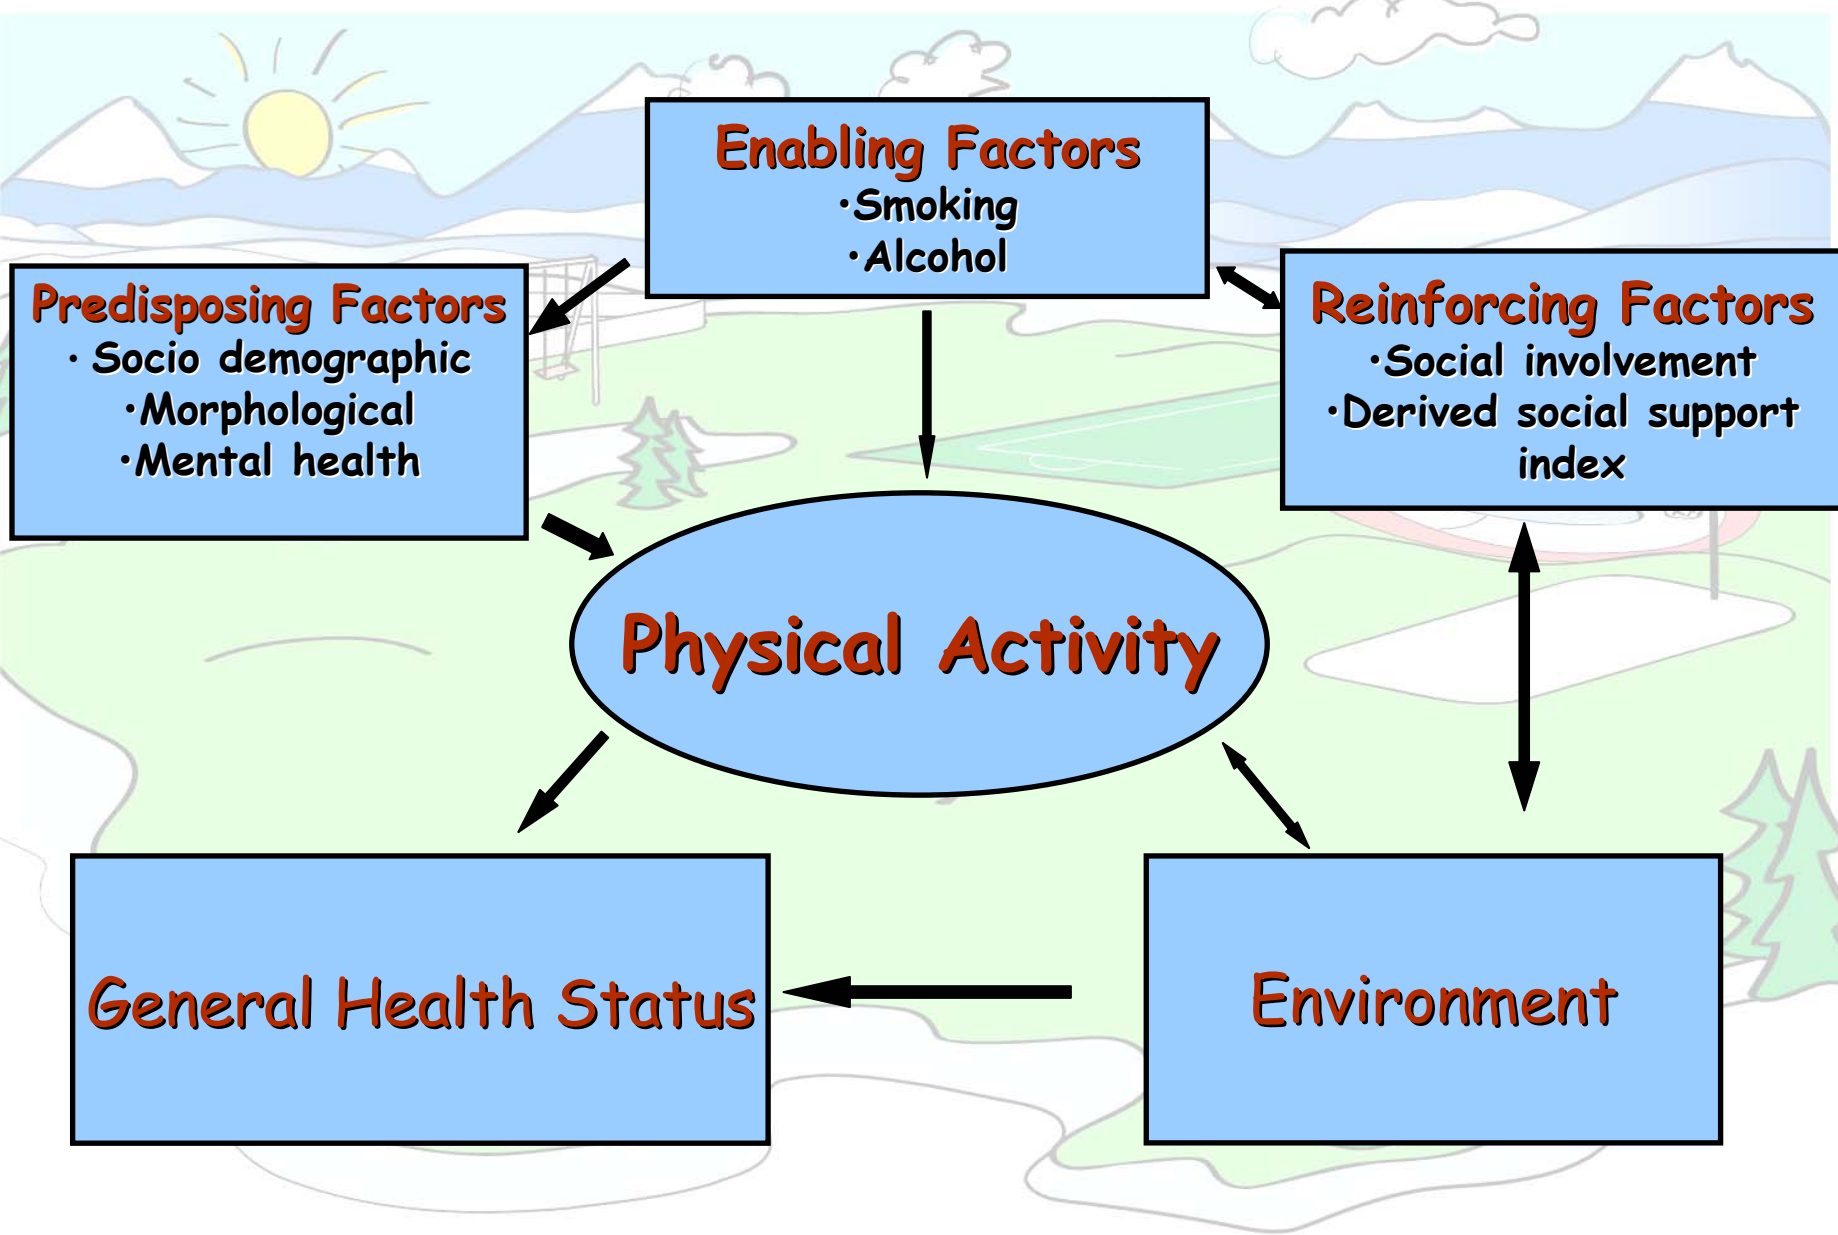 Enabling Factors
•Smoking
•Alcohol
Predisposing Factors
• Socio demographic
•Morphological
•Mental health
Reinforcing Factors
•Social involvement
•Derived social support
index
Physical Activity
General Health Status
Environment